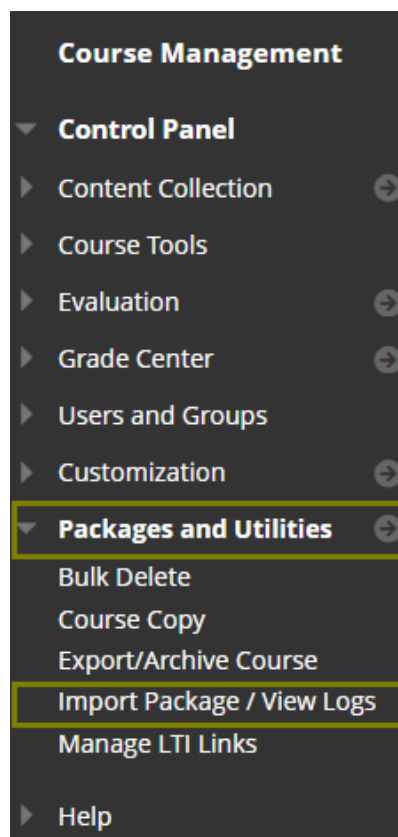 Course Management
Control Panel
Content Collection
Course Tools
Evaluation
Grade Center
Users and Groups
Customization
Packages and Utilities
Bulk Delete
Course Copy
Export/Archive Course
Import Package / View Logs
Manage LTI Links
Help